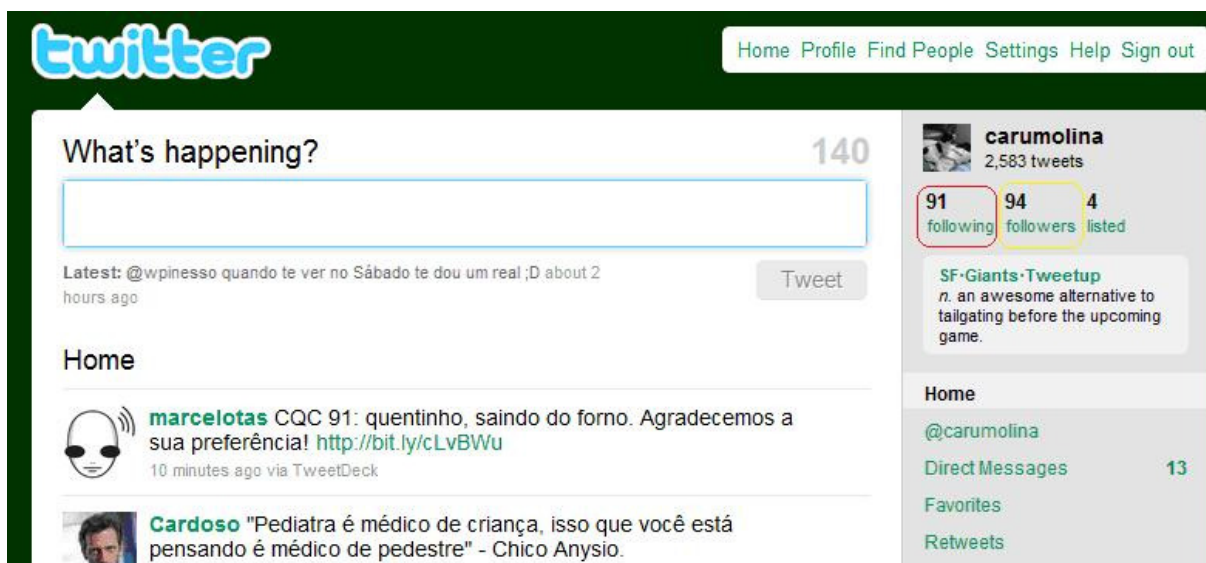 twitter
Home Profile Find People Settings Help Sign out
What's happening?
140
Latest: @wpinesso quando te ver no Sábado te dou um real ;D about 2
hours ago
Tweet
Home
marcelotas CQC 91: quentinho, saindo do forno. Agradecemos a
sua preferência! http://bit.ly/cLvBWu
10 minutes ago via TweetDeck
Cardoso "Pediatra é médico de criança, isso que você está
pensando é médico de pedestre" - Chico Anysio.
carumolina
2,583 tweets
91 94 4
following followers listed
SF·Giants·Tweetup
n. an awesome alternative to
tailgating before the upcoming
game.
Home
@carumolina
Direct Messages 13
Favorites
Retweets